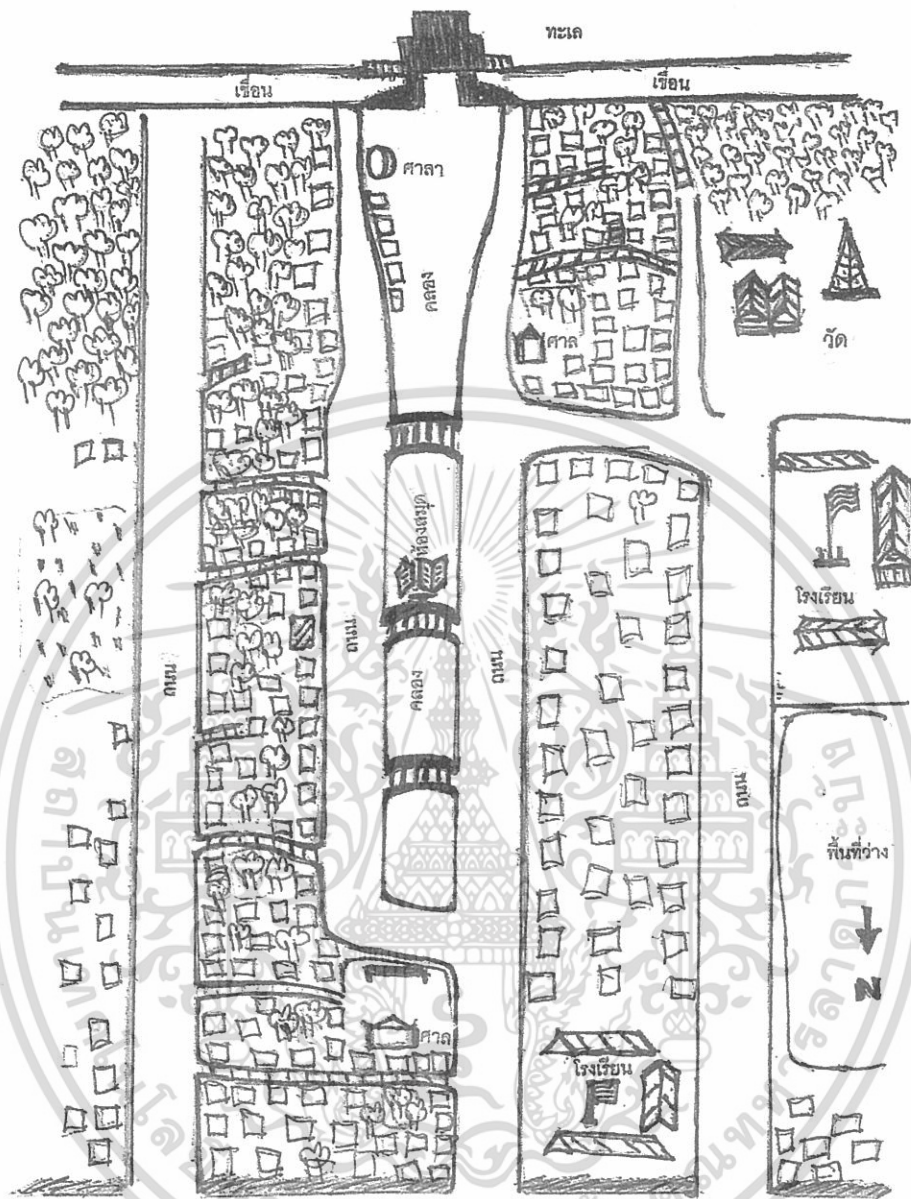 ทะเล
เขื่อน
เขื่อน
ศาลา
คลอง
ศาล
วัด
ห้องสมุด
โรงเรียน
ถนน
ถนน
ถนน
คลอง
ถนน
พื้นที่ว่าง
N
ศาล
โรงเรียน